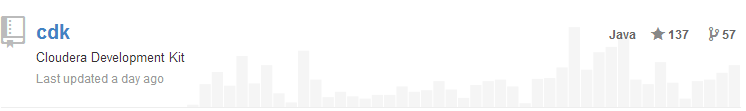 cdk
Java 137 57
Cloudera Development Kit
Last updated a day ago